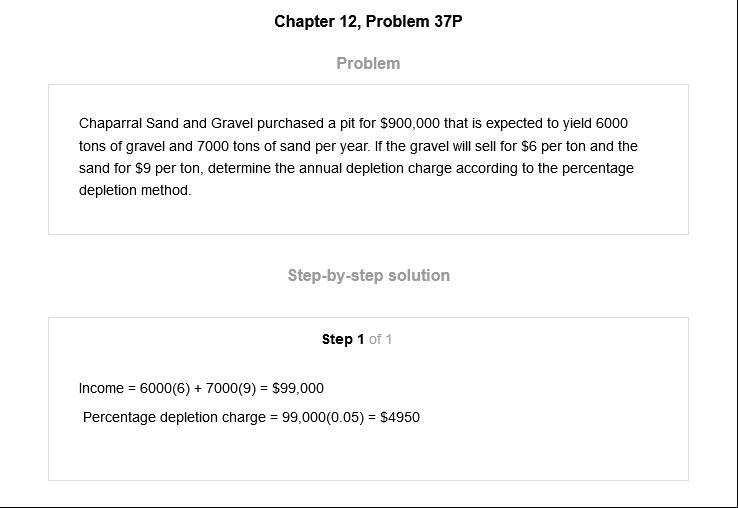 Chapter 12, Problem 37P
Problem
Chaparral Sand and Gravel purchased a pit for $900,000 that is expected to yield 6000
tons of gravel and 7000 tons of sand per year. If the gravel will sell for $6 per ton and the
sand for $9 per ton, determine the annual depletion charge according to the percentage
depletion method.
Step-by-step solution
Step 1 of 1
Income = 6000(6) + 7000(9) = $99,000
Percentage depletion charge = 99,000(0.05) = $4950